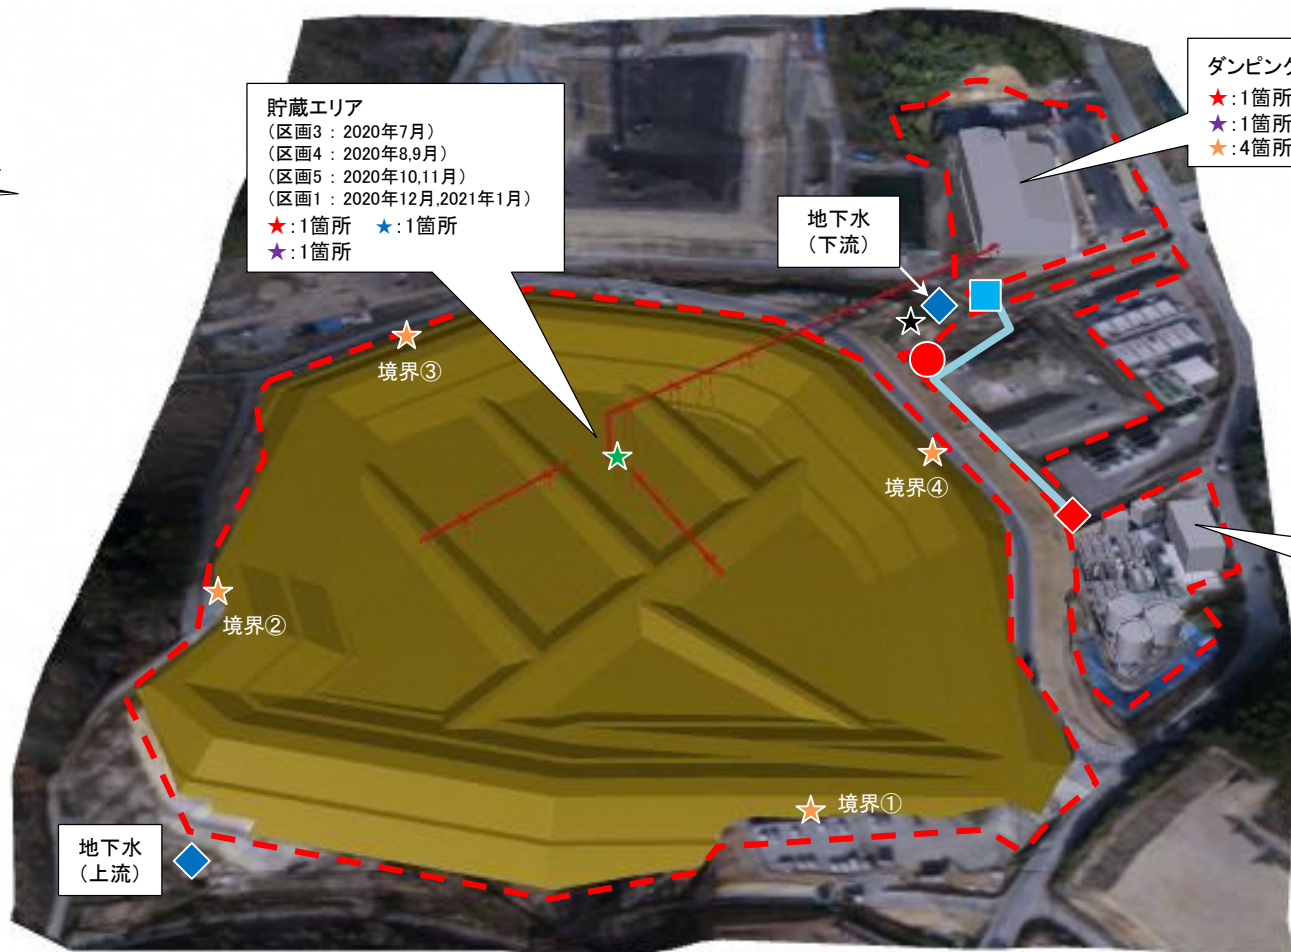 貯蔵エリア
(区画3 : 2020年7月)
(区画4 : 2020年8,9月)
(区画5 : 2020年10,11月)
(区画1 : 2020年12月,2021年1月)
★:1箇所 ★:1箇所
★:1箇所
ダンピング
★:1箇所
★:1箇所
★:4箇所
地下水
(下流)
境界③
境界④
境界②
境界①
地下水
(上流)